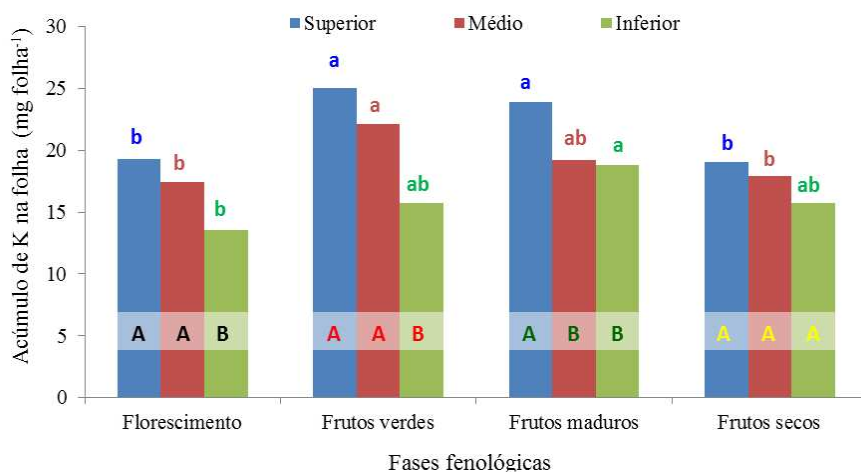 Superior Médio Inferior
Acúmulo de K na folha (mg folha⁻¹)
30
25
20
15
10
5
0
b b b
a a ab
a ab a
b b ab
A A B
A A B
A B B
A A A
Florescimento Frutos verdes Frutos maduros Frutos secos
Fases fenológicas